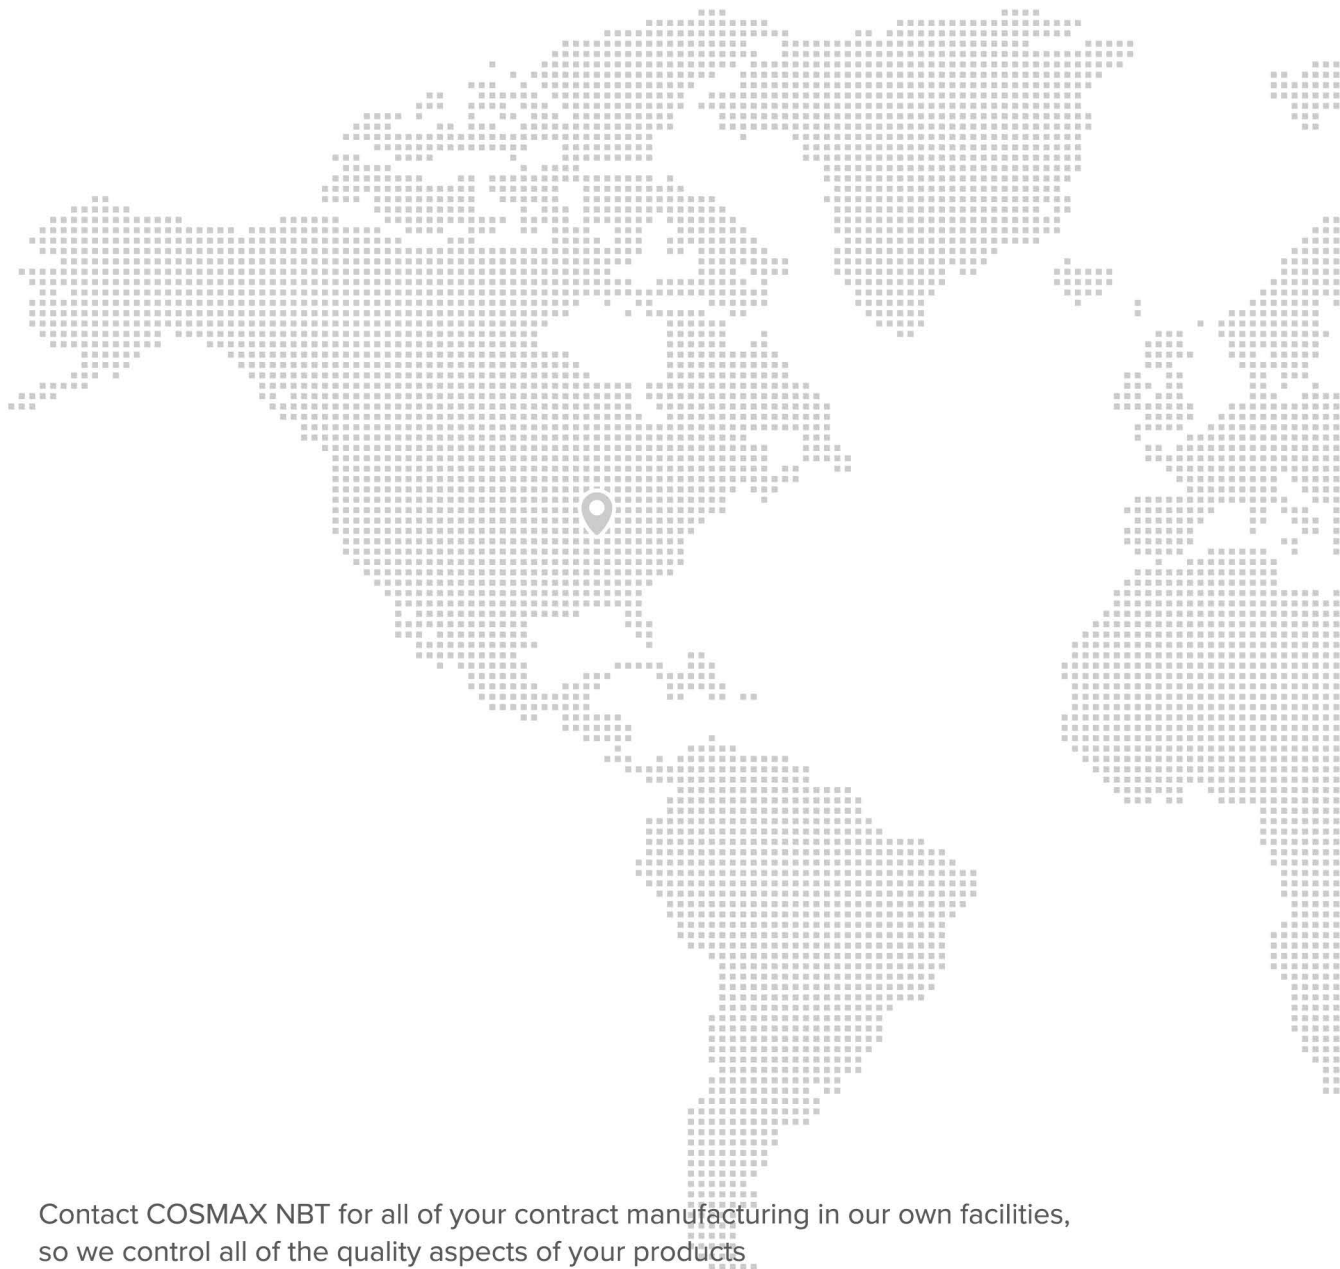 Contact COSMAX NBT for all of your contract manufacturing in our own facilities,
so we control all of the quality aspects of your products